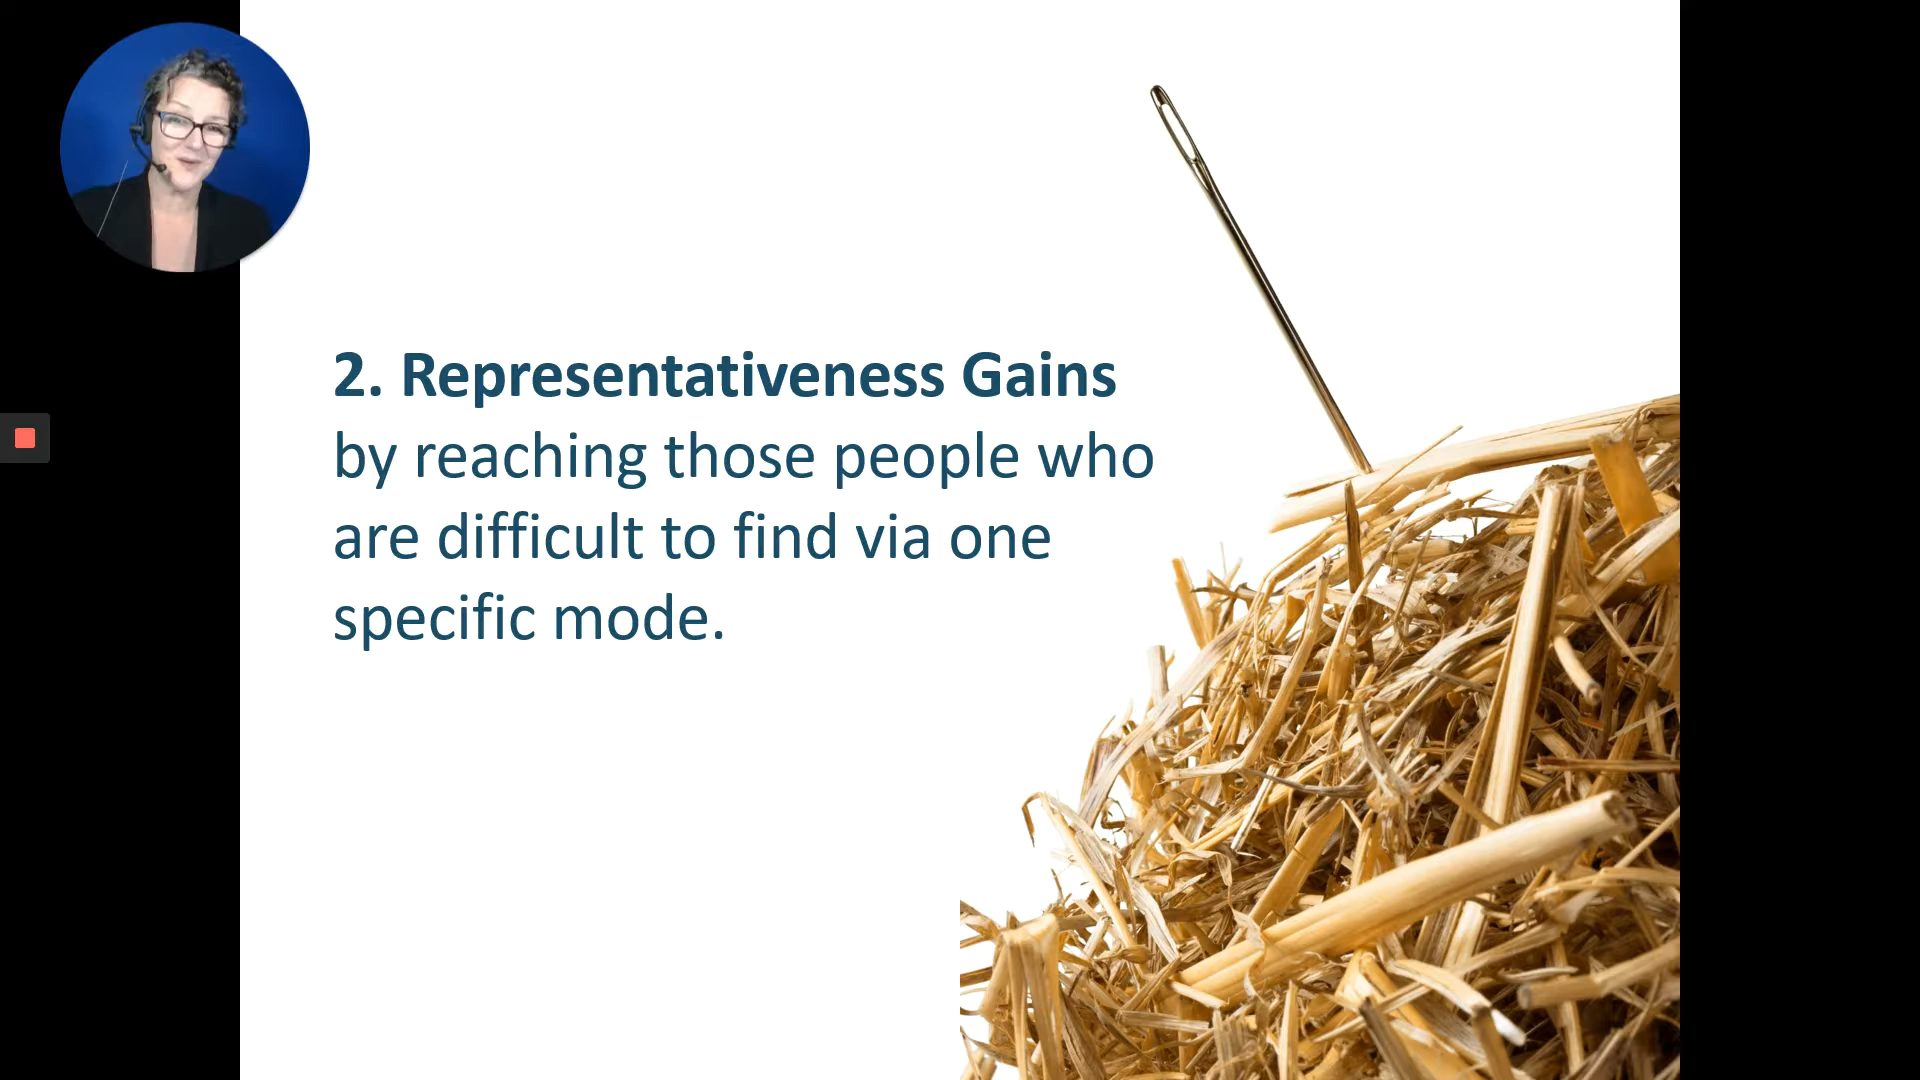 2. Representativeness Gains
by reaching those people who
are difficult to find via one
specific mode.